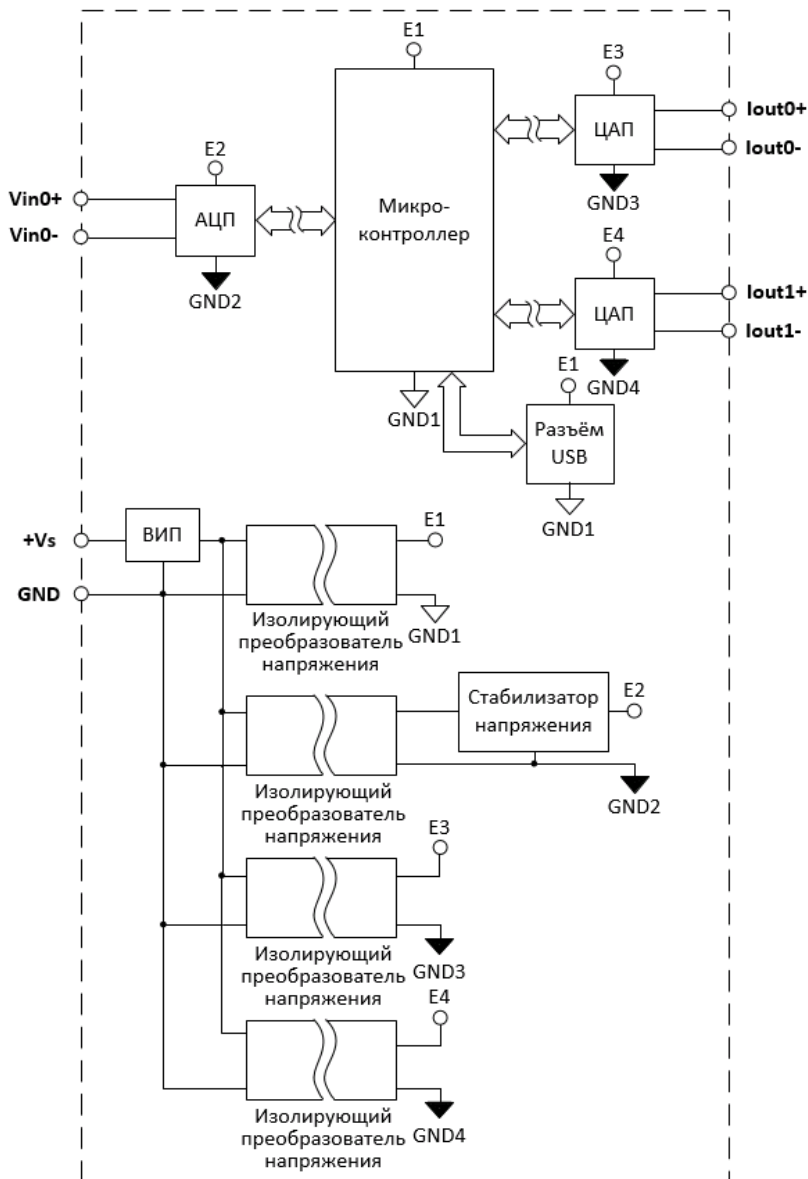 E1
E3
Iout0+
ЦАП
Iout0-
E2
GND3
Vin0+
АЦП
Микро-
контроллер
Vin0-
E4
GND2
Iout1+
ЦАП
Iout1-
E1
GND4
GND1
Разъём
USB
GND1
+Vs
ВИП
E1
GND
GND1
Изолирующий
преобразователь
напряжения
Стабилизатор
напряжения
E2
GND2
Изолирующий
преобразователь
напряжения
E3
GND3
Изолирующий
преобразователь
напряжения
E4
GND4
Изолирующий
преобразователь
напряжения